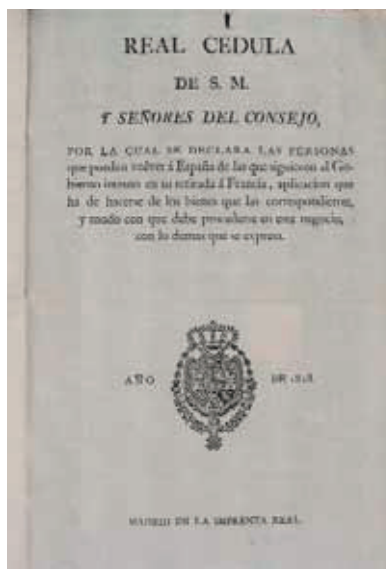 REAL CEDULA
DE S. M.
Y SEÑORES DEL CONSEJO,
POR LA CUAL SE DECLARA LAS PERSONAS
que pueden volver á España de las que siguieron al Go-
bierno intruso en su retirada á Francia, aplicacion que
ha de hacerse de los bienes que las correspondieren,
y modo con que debe procederse en este negocio,
con lo demas que se expresa.
AÑO DE
MADRID EN LA IMPRENTA REAL.